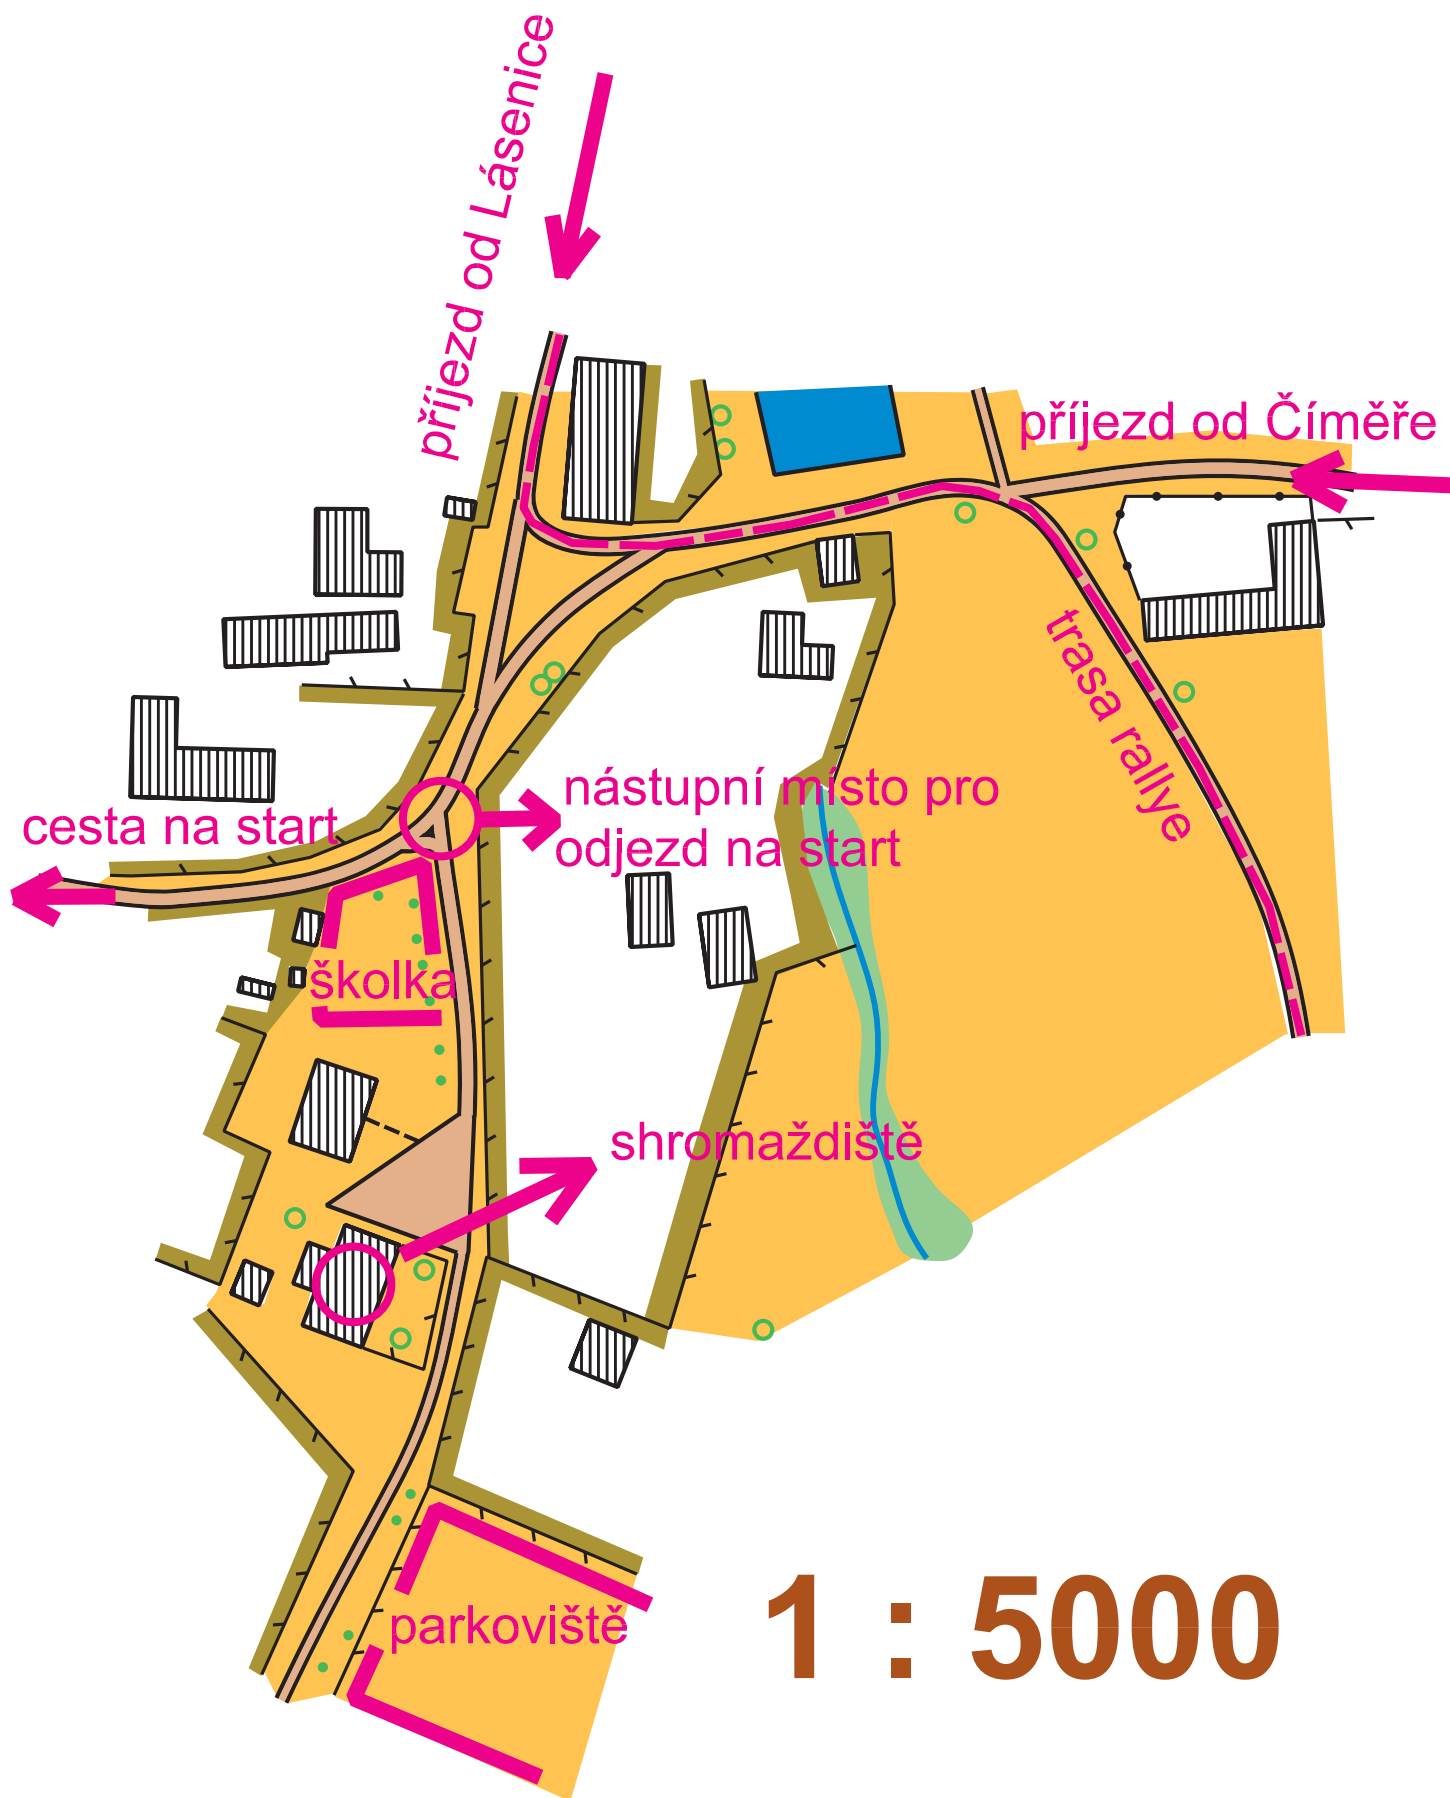 příjezd od Lásenice
příjezd od Číměře
trasa rallye
nástupní místo pro
odjezd na start
cesta na start
školka
shromaždiště
parkoviště
1 : 5000